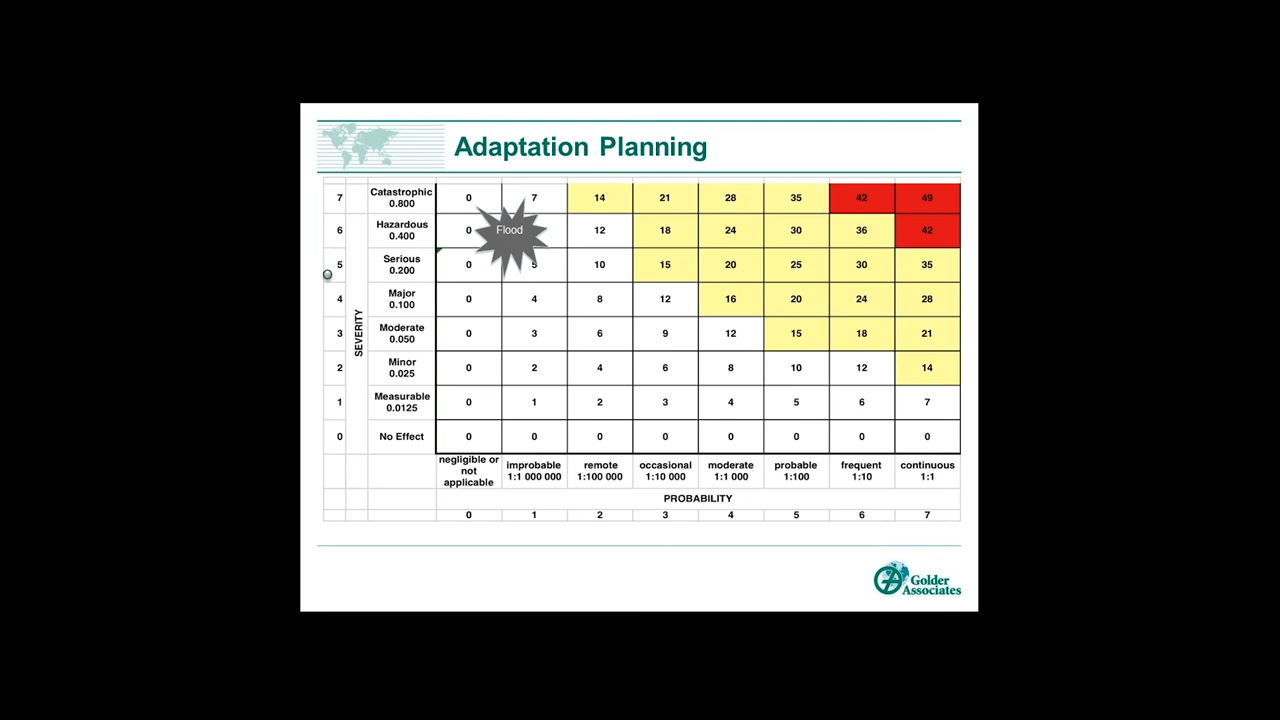 Adaptation Planning
7 Catastrophic 0.800 0 7 14 21 28 35 42 49
6 Hazardous 0.400 0 Flood 12 18 24 30 36 42
5 Serious 0.200 0 5 10 15 20 25 30 35
4 Major 0.100 0 4 8 12 16 20 24 28
SEVERITY
3 Moderate 0.050 0 3 6 9 12 15 18 21
2 Minor 0.025 0 2 4 6 8 10 12 14
1 Measurable 0.0125 0 1 2 3 4 5 6 7
0 No Effect 0 0 0 0 0 0 0 0
negligible or not applicable improbable 1:1 000 000 remote 1:100 000 occasional 1:10 000 moderate 1:1 000 probable 1:100 frequent 1:10 continuous 1:1
PROBABILITY
0 1 2 3 4 5 6 7
Golder
Associates